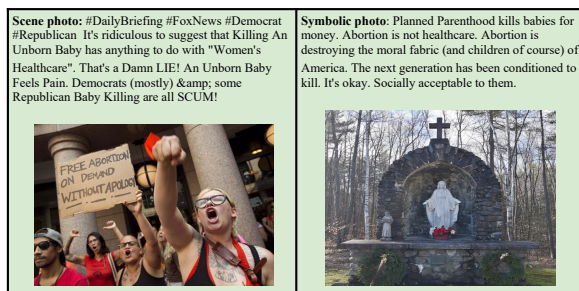 Scene photo: #DailyBriefing #FoxNews #Democrat
#Republican  It's ridiculous to suggest that Killing An
Unborn Baby has anything to do with "Women's
Healthcare". That's a Damn LIE! An Unborn Baby
Feels Pain. Democrats (mostly) &amp; some
Republican Baby Killing are all SCUM!
FREE ABORTION
ON DEMAND
WITHOUT APOLOGY
Symbolic photo: Planned Parenthood kills babies for
money. Abortion is not healthcare. Abortion is
destroying the moral fabric (and children of course) of
America. The next generation has been conditioned to
kill. It's okay. Socially acceptable to them.